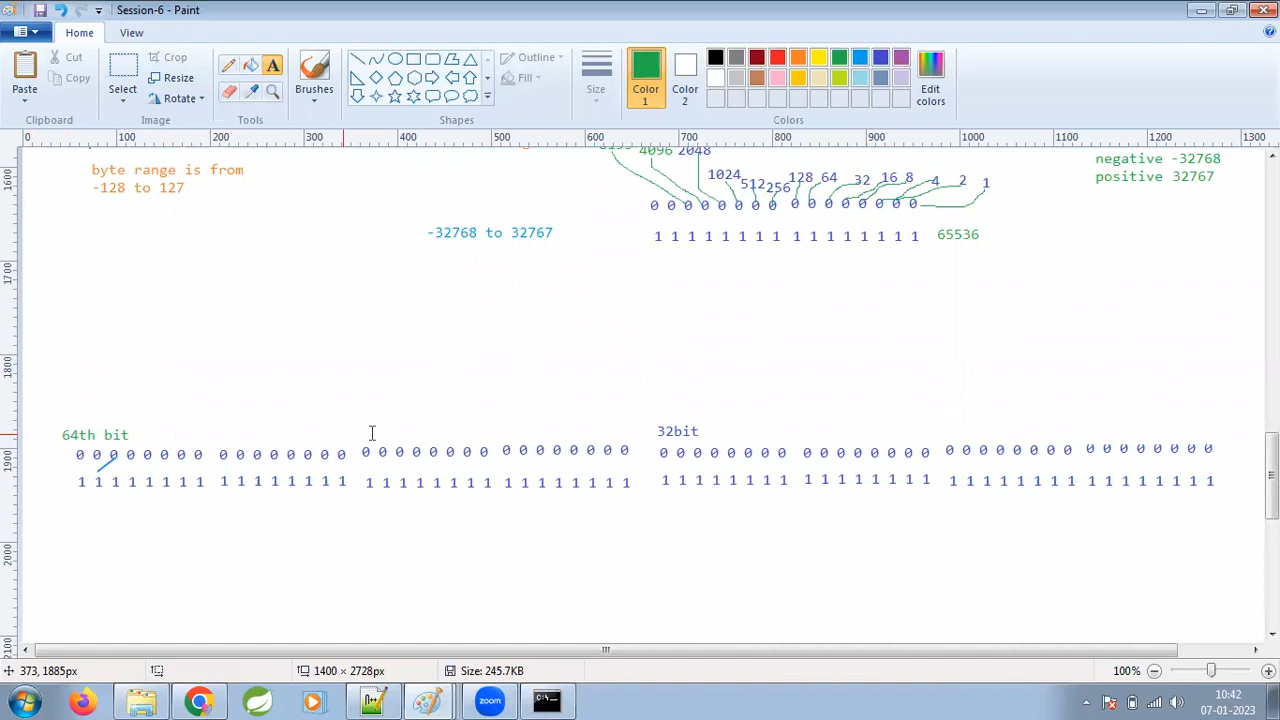 Session-6 - Paint
Home
View
Paste
Cut
Copy
Clipboard
Select
Crop
Resize
Rotate
Image
Tools
Brushes
Shapes
Outline
Fill
Size
Color 1
Color 2
Edit colors
Colors
0 100 200 300 400 500 600 700 800 900 1000 1100 1200 1300
1600
1700
1800
1900
2000
2100
byte range is from
-128 to 127
4096 2048
1024 512 256 128 64 32 16 8 4 2 1
0 0 0 0 0 0 0 0 0 0 0 0 0 0 0 0
-32768 to 32767
1 1 1 1 1 1 1 1 1 1 1 1 1 1 1 1 65536
negative -32768
positive 32767
64th bit
32bit
0 0 0 0 0 0 0 0 0 0 0 0 0 0 0 0 0 0 0 0 0 0 0 0 0 0 0 0 0 0 0 0 0 0 0 0 0 0 0 0 0 0 0 0 0 0 0 0 0 0 0 0 0 0 0 0 0 0 0 0 0 0 0 0
1 1 1 1 1 1 1 1 1 1 1 1 1 1 1 1 1 1 1 1 1 1 1 1 1 1 1 1 1 1 1 1 1 1 1 1 1 1 1 1 1 1 1 1 1 1 1 1 1 1 1 1 1 1 1 1 1 1 1 1 1 1 1 1
373, 1885px
1400 × 2728px
Size: 245.7KB
100%
zoom
10:42
07-01-2023